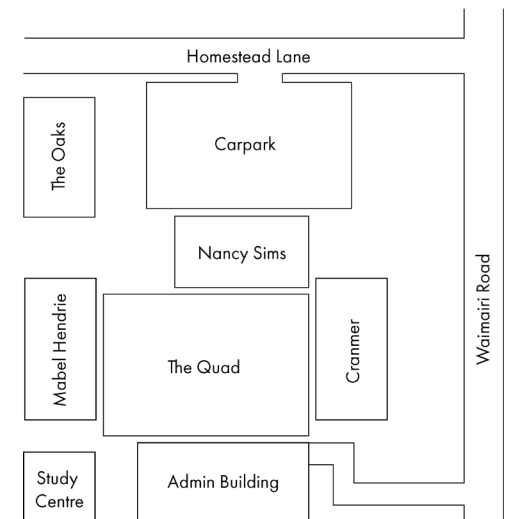 Homestead Lane
The Oaks
Carpark
Nancy Sims
Waimairi Road
Mabel Hendrie
The Quad
Cranmer
Study
Centre
Admin Building